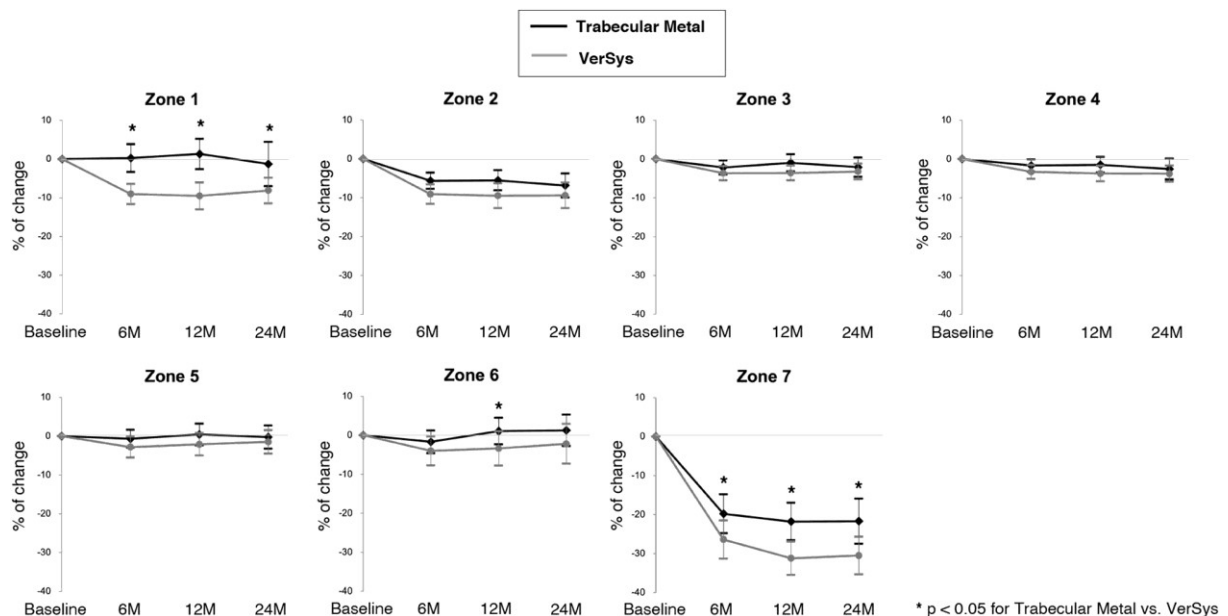 Trabecular Metal
VerSys
Zone 1
Zone 2
Zone 3
Zone 4
% of change
10
0
-10
-20
-30
-40
Baseline 6M 12M 24M
* * *
% of change
10
0
-10
-20
-30
-40
Baseline 6M 12M 24M
% of change
10
0
-10
-20
-30
-40
Baseline 6M 12M 24M
% of change
10
0
-10
-20
-30
-40
Baseline 6M 12M 24M
Zone 5
Zone 6
Zone 7
% of change
10
0
-10
-20
-30
-40
Baseline 6M 12M 24M
% of change
10
0
-10
-20
-30
-40
*
Baseline 6M 12M 24M
% of change
10
0
-10
-20
-30
-40
* * *
Baseline 6M 12M 24M
* p < 0.05 for Trabecular Metal vs. VerSys